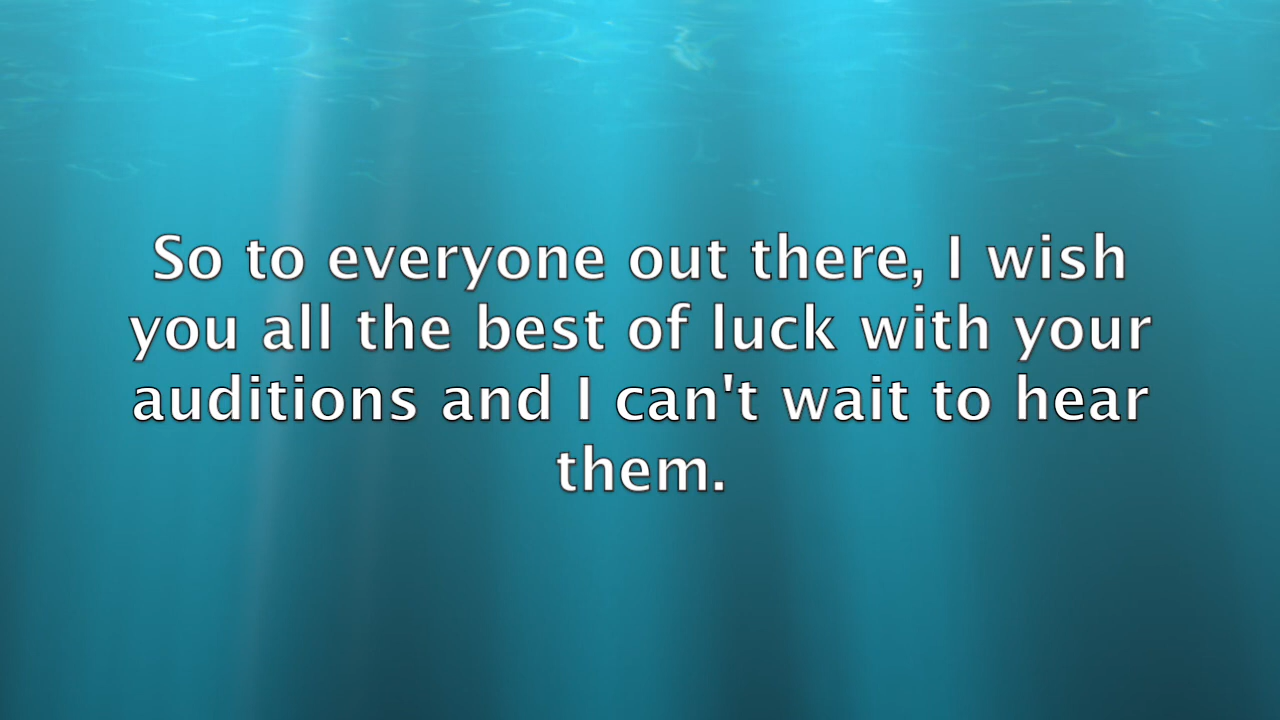 So to everyone out there, I wish
you all the best of luck with your
auditions and I can't wait to hear
them.